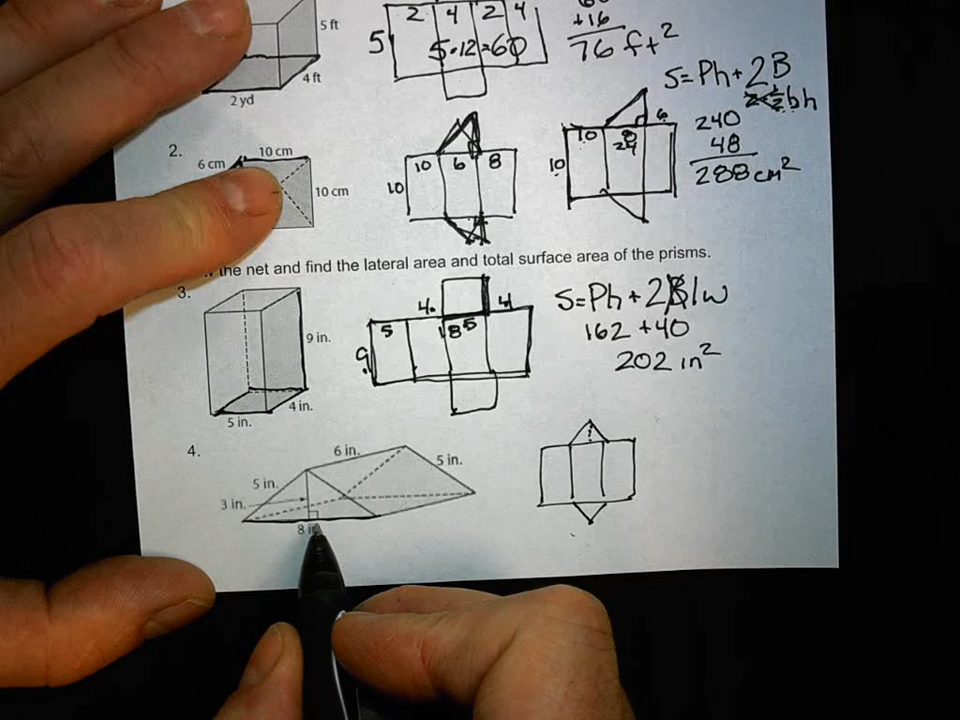 5 ft
4 ft
2 yd
2 4 2 4
5 5·12=60
+16
76 ft²
S=Ph+2B
bh
2.
10 cm
6 cm
10 cm
10 6 8
10
10 8 6
24
10
240
48
288 cm²
the net and find the lateral area and total surface area of the prisms.
3.
9 in.
4 in.
5 in.
4 4
5 18 5
9
S=Ph+2lw
162 +40
202 in²
4.
6 in.
5 in.
5 in.
3 in.
8 in